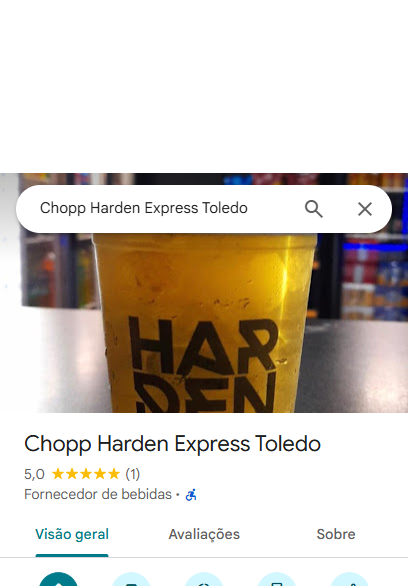 Chopp Harden Express Toledo
HAR
DEN
Chopp Harden Express Toledo
5,0 (1)
Fornecedor de bebidas ·
Visão geral
Avaliações
Sobre